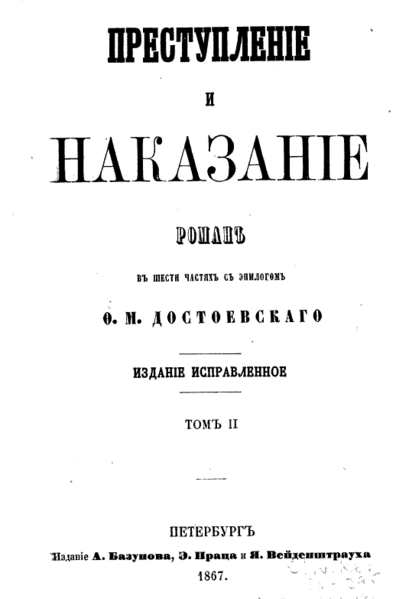 ПРЕСТУПЛЕНІЕ
И
НАКАЗАНІЕ
РОМАНЪ
ВЪ ШЕСТИ ЧАСТЯХЪ СЪ ЭПИЛОГОМЪ
Ѳ. М. ДОСТОЕВСКАГО
ИЗДАНІЕ ИСПРАВЛЕННОЕ
ТОМЪ II
ПЕТЕРБУРГЪ
Изданіе А. Базунова, Э. Праца и Я. Вейденштрауха
1867.